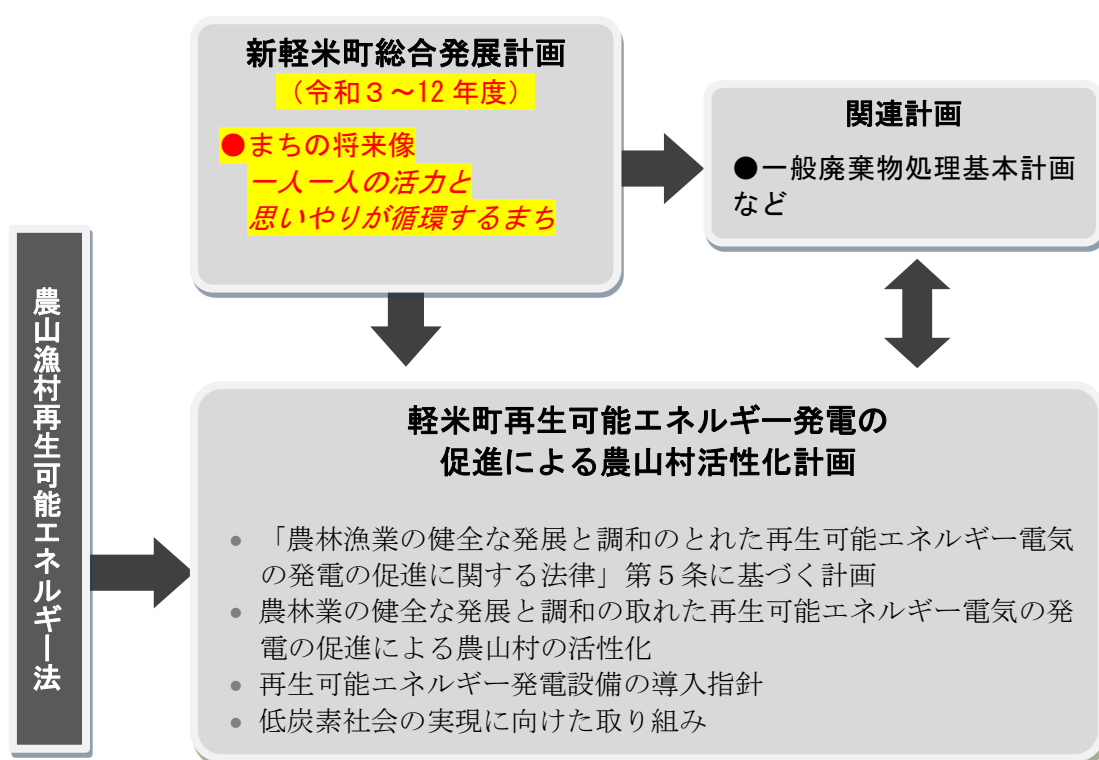 新軽米町総合発展計画
（令和３～12 年度）
●まちの将来像
一人一人の活力と
思いやりが循環するまち
関連計画
●一般廃棄物処理基本計画
など
農山漁村再生可能エネルギー法
軽米町再生可能エネルギー発電の
促進による農山村活性化計画
• 「農林漁業の健全な発展と調和のとれた再生可能エネルギー電気
の発電の促進に関する法律」第５条に基づく計画
• 農林業の健全な発展と調和の取れた再生可能エネルギー電気の発
電の促進による農山村の活性化
• 再生可能エネルギー発電設備の導入指針
• 低炭素社会の実現に向けた取り組み